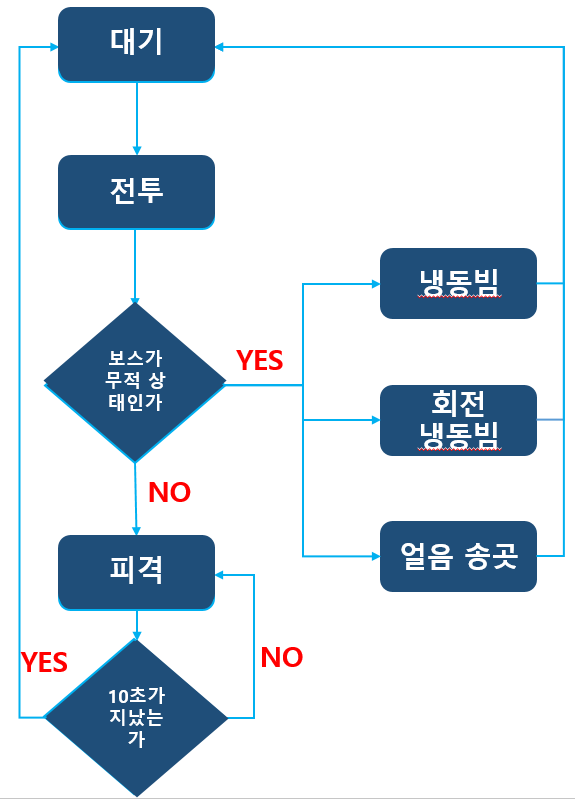 대기
전투
보스가
무적 상
태인가
YES
냉동빔
회전
냉동빔
얼음 송곳
NO
피격
10초가
지났는
가
YES
NO